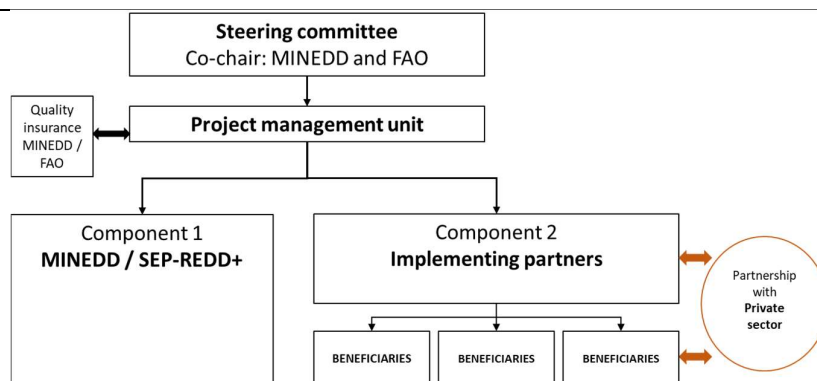 Steering committee
Co-chair: MINEDD and FAO
Quality
insurance
MINEDD /
FAO
Project management unit
Component 1
MINEDD / SEP-REDD+
Component 2
Implementing partners
Partnership
with
Private
sector
BENEFICIARIES
BENEFICIARIES
BENEFICIARIES